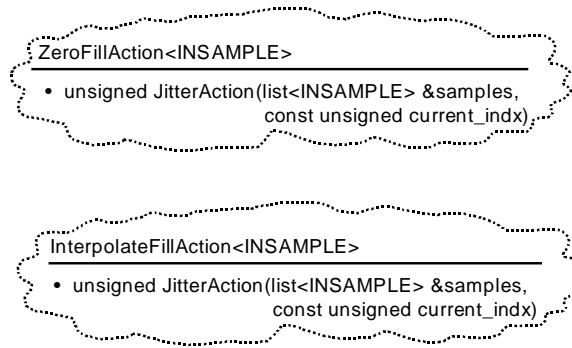 ZeroFillAction<INSAMPLE>
• unsigned JitterAction(list<INSAMPLE> &samples,
const unsigned current_indx)
InterpolateFillAction<INSAMPLE>
• unsigned JitterAction(list<INSAMPLE> &samples,
const unsigned current_indx)